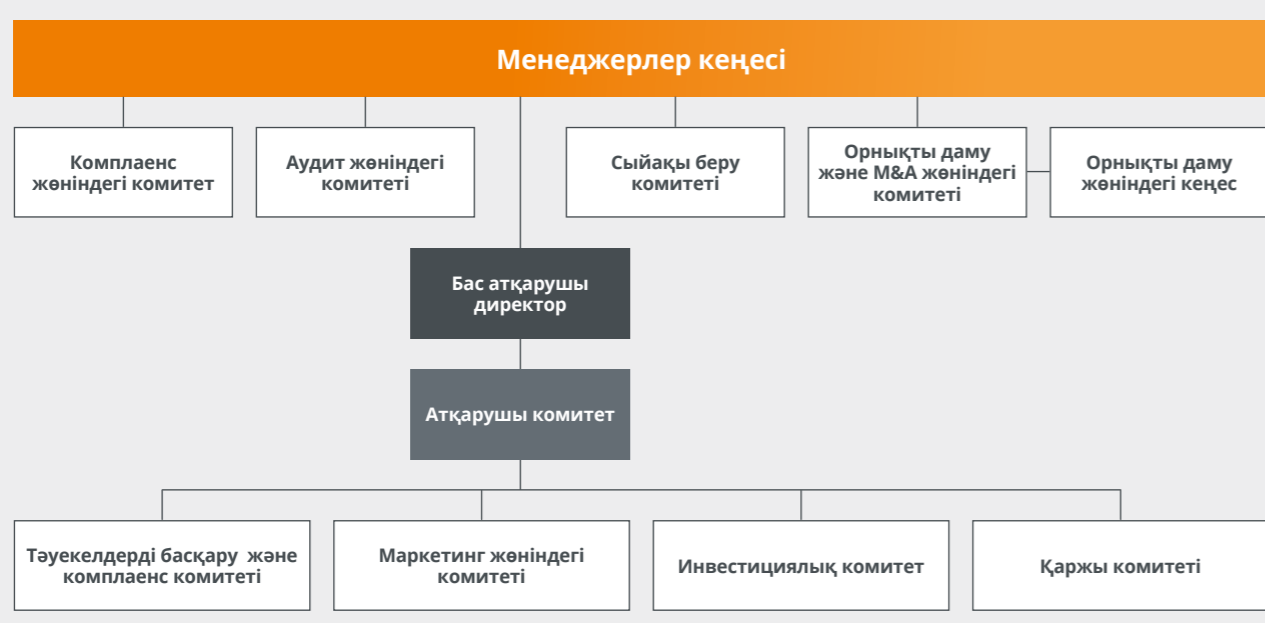 Менеджерлер кеңесі
Комплаенс
жөніндегі комитет
Аудит жөніндегі
комитеті
Сыйақы беру
комитеті
Орнықты даму
және M&A жөніндегі
комитеті
Орнықты даму
жөніндегі кеңес
Бас атқарушы
директор
Атқарушы комитет
Тәуекелдерді басқару және
комплаенс комитеті
Маркетинг жөніндегі
комитеті
Инвестициялық комитет
Қаржы комитеті